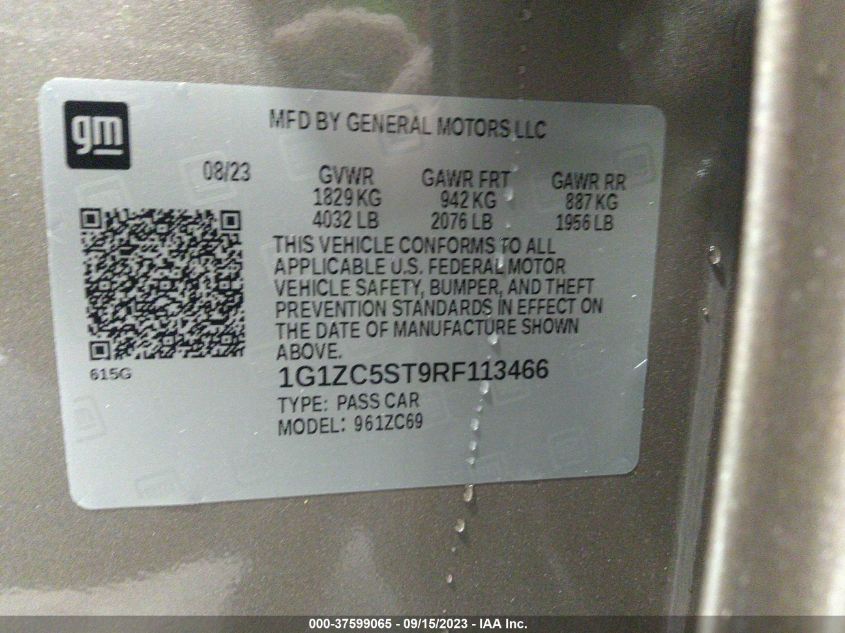 gm
MFD BY GENERAL MOTORS LLC
08/23
GVWR GAWR FRT GAWR RR
1829 KG 942 KG 887 KG
4032 LB 2076 LB 1956 LB
THIS VEHICLE CONFORMS TO ALL
APPLICABLE U.S. FEDERAL MOTOR
VEHICLE SAFETY, BUMPER, AND THEFT
PREVENTION STANDARDS IN EFFECT ON
THE DATE OF MANUFACTURE SHOWN
ABOVE.
615G
1G1ZC5ST9RF113466
TYPE: PASS CAR
MODEL: 961ZC69
000-37599065 - 09/15/2023 - IAA Inc.